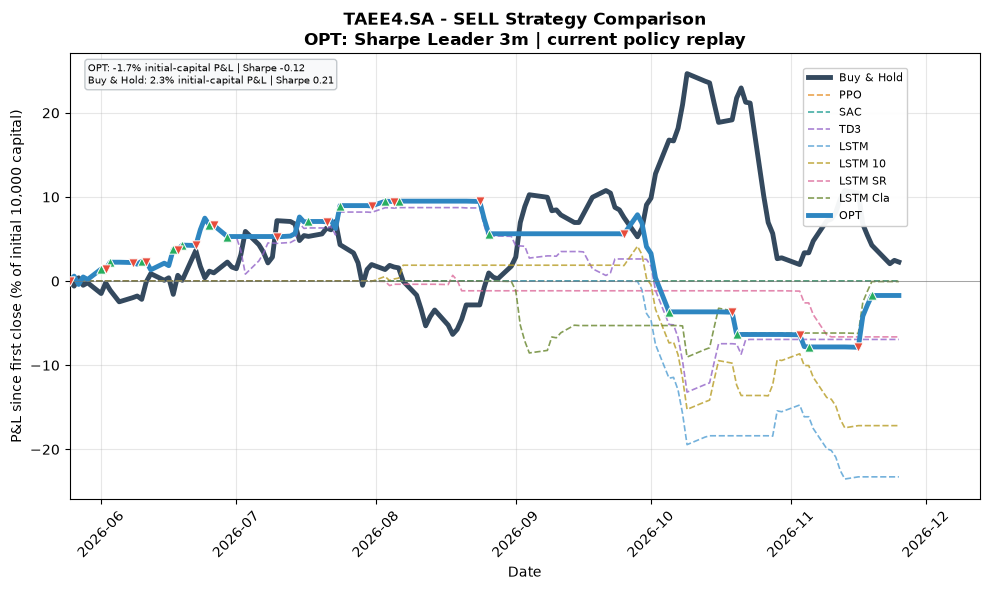 TAEE4.SA - SELL Strategy Comparison
OPT: Sharpe Leader 3m | current policy replay
OPT: -1.7% initial-capital P&L | Sharpe -0.12
Buy & Hold: 2.3% initial-capital P&L | Sharpe 0.21
Buy & Hold
PPO
SAC
TD3
LSTM
LSTM 10
LSTM SR
LSTM Cla
OPT
P&L since first close (% of initial 10,000 capital)
20
10
0
−10
−20
2026-06
2026-07
2026-08
2026-09
2026-10
2026-11
2026-12
Date